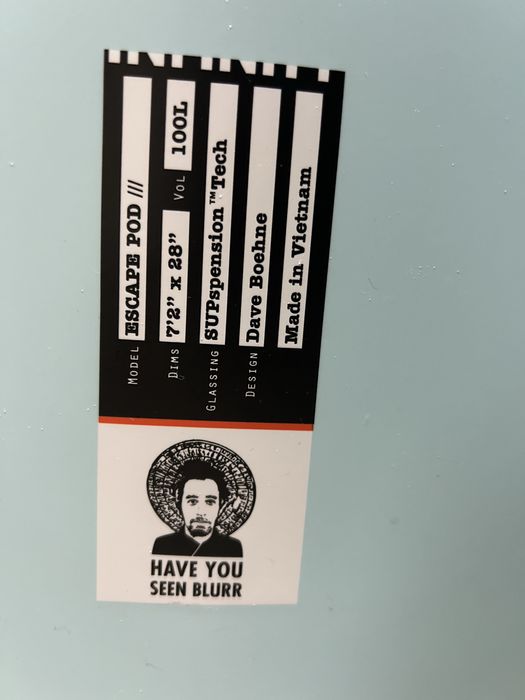 INFINITY
MODEL ESCAPE POD ///
DIMS 7'2" x 28" VOL 100L
GLASSING SUPspension™Tech
DESIGN Dave Boehne
Made in Vietnam
HAVE YOU
SEEN BLURR